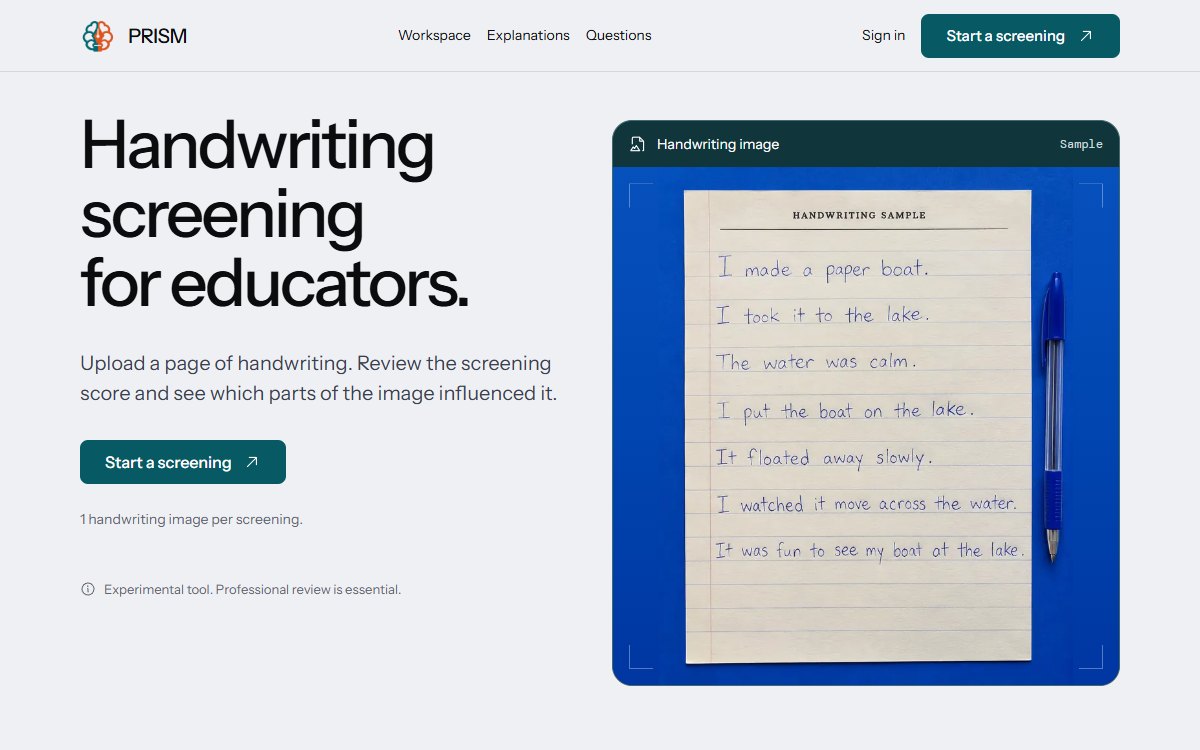 PRISM
Workspace
Explanations
Questions
Sign in
Start a screening
Handwriting
screening
for educators.
Upload a page of handwriting. Review the screening
score and see which parts of the image influenced it.
Start a screening
1 handwriting image per screening.
Experimental tool. Professional review is essential.
Handwriting image
Sample
HANDWRITING SAMPLE
I made a paper boat.
I took it to the lake.
The water was calm.
I put the boat on the lake.
It floated away slowly.
I watched it move across the water.
It was fun to see my boat at the lake.